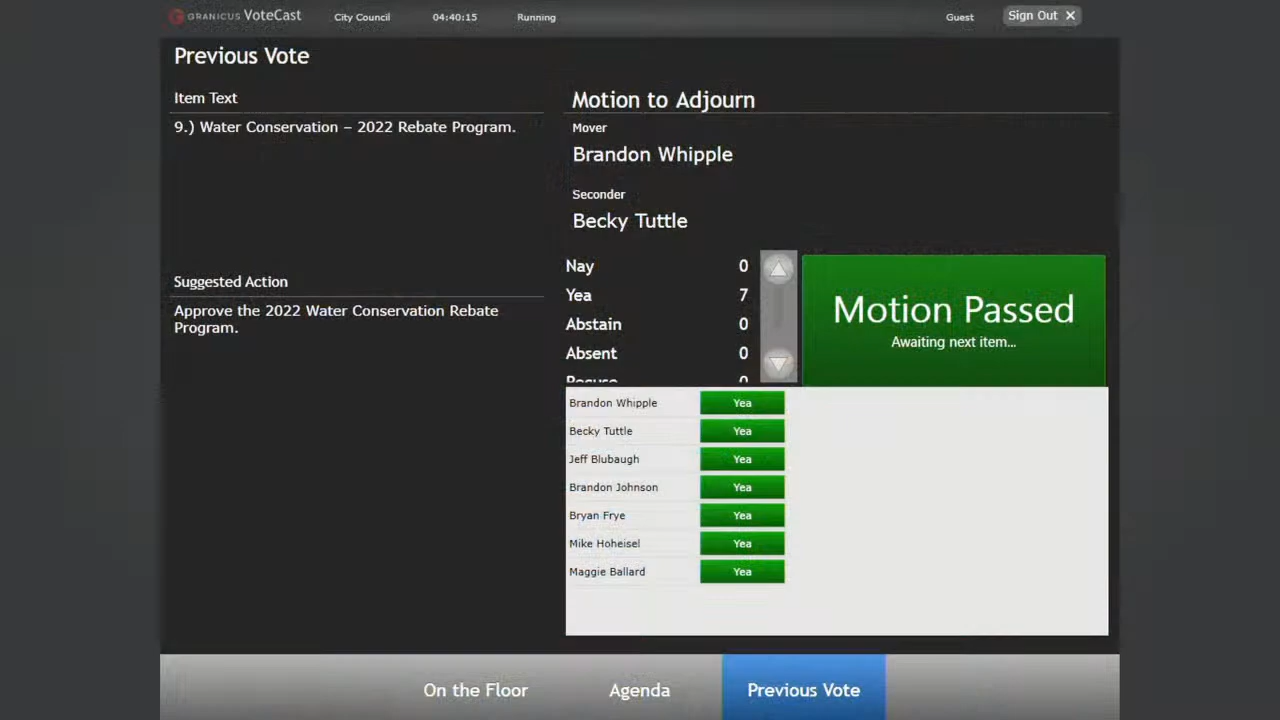 GRANICUS VoteCast City Council 04:40:15 Running Guest Sign Out ✕
Previous Vote
Item Text
9.) Water Conservation – 2022 Rebate Program.
Suggested Action
Approve the 2022 Water Conservation Rebate
Program.
Motion to Adjourn
Mover
Brandon Whipple
Seconder
Becky Tuttle
Nay 0
Yea 7
Abstain 0
Absent 0
Recuse 0
Motion Passed
Awaiting next item...
Brandon Whipple Yea
Becky Tuttle Yea
Jeff Blubaugh Yea
Brandon Johnson Yea
Bryan Frye Yea
Mike Hoheisel Yea
Maggie Ballard Yea
On the Floor Agenda Previous Vote